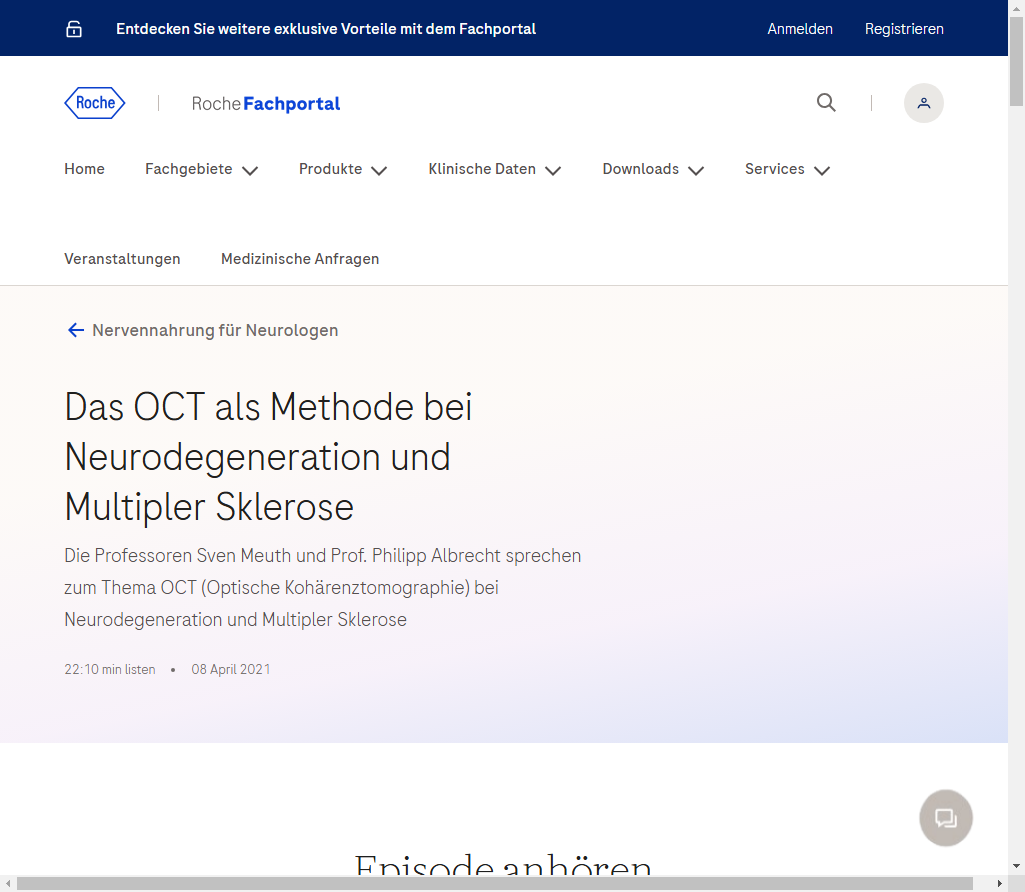 Entdecken Sie weitere exklusive Vorteile mit dem Fachportal
Anmelden
Registrieren
Roche
Roche Fachportal
Home
Fachgebiete
Produkte
Klinische Daten
Downloads
Services
Veranstaltungen
Medizinische Anfragen
Nervennahrung für Neurologen
Das OCT als Methode bei
Neurodegeneration und
Multipler Sklerose
Die Professoren Sven Meuth und Prof. Philipp Albrecht sprechen
zum Thema OCT (Optische Kohärenztomographie) bei
Neurodegeneration und Multipler Sklerose
22:10 min listen • 08 April 2021
Episode anhören